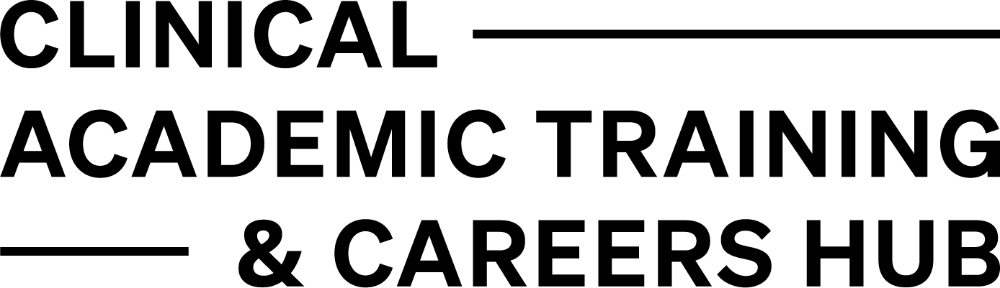 CLINICAL
ACADEMIC TRAINING
& CAREERS HUB